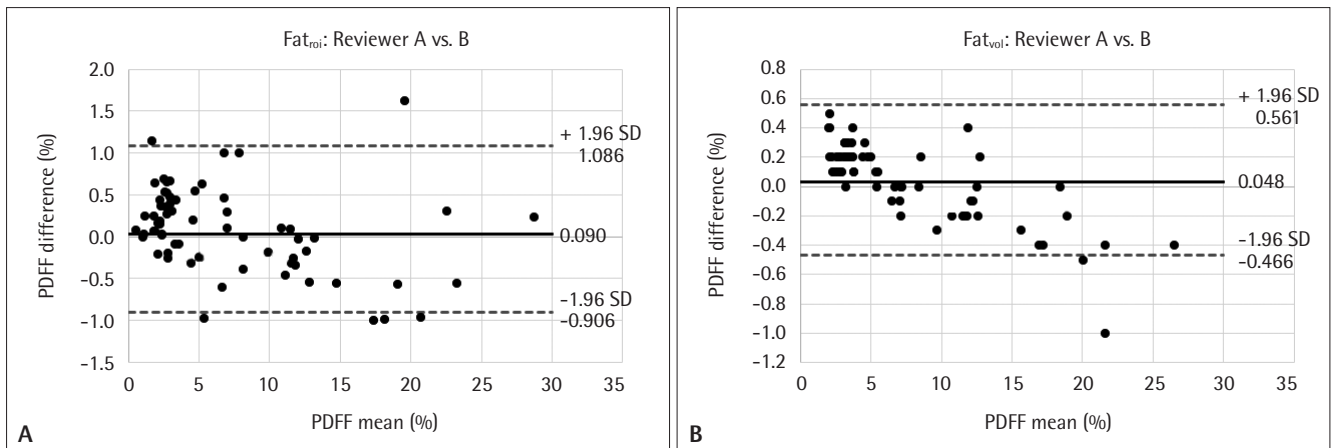 Fatroi: Reviewer A vs. B
2.0
1.5
1.0
0.5
0.0
−0.5
−1.0
−1.5
PDFF difference (%)
+ 1.96 SD
1.086
0.090
−1.96 SD
−0.906
0 5 10 15 20 25 30 35
PDFF mean (%)
A
Fatvol: Reviewer A vs. B
0.8
0.6
0.4
0.2
0.0
−0.2
−0.4
−0.6
−0.8
−1.0
−1.2
PDFF difference (%)
+ 1.96 SD
0.561
0.048
−1.96 SD
−0.466
0 5 10 15 20 25 30 35
PDFF mean (%)
B